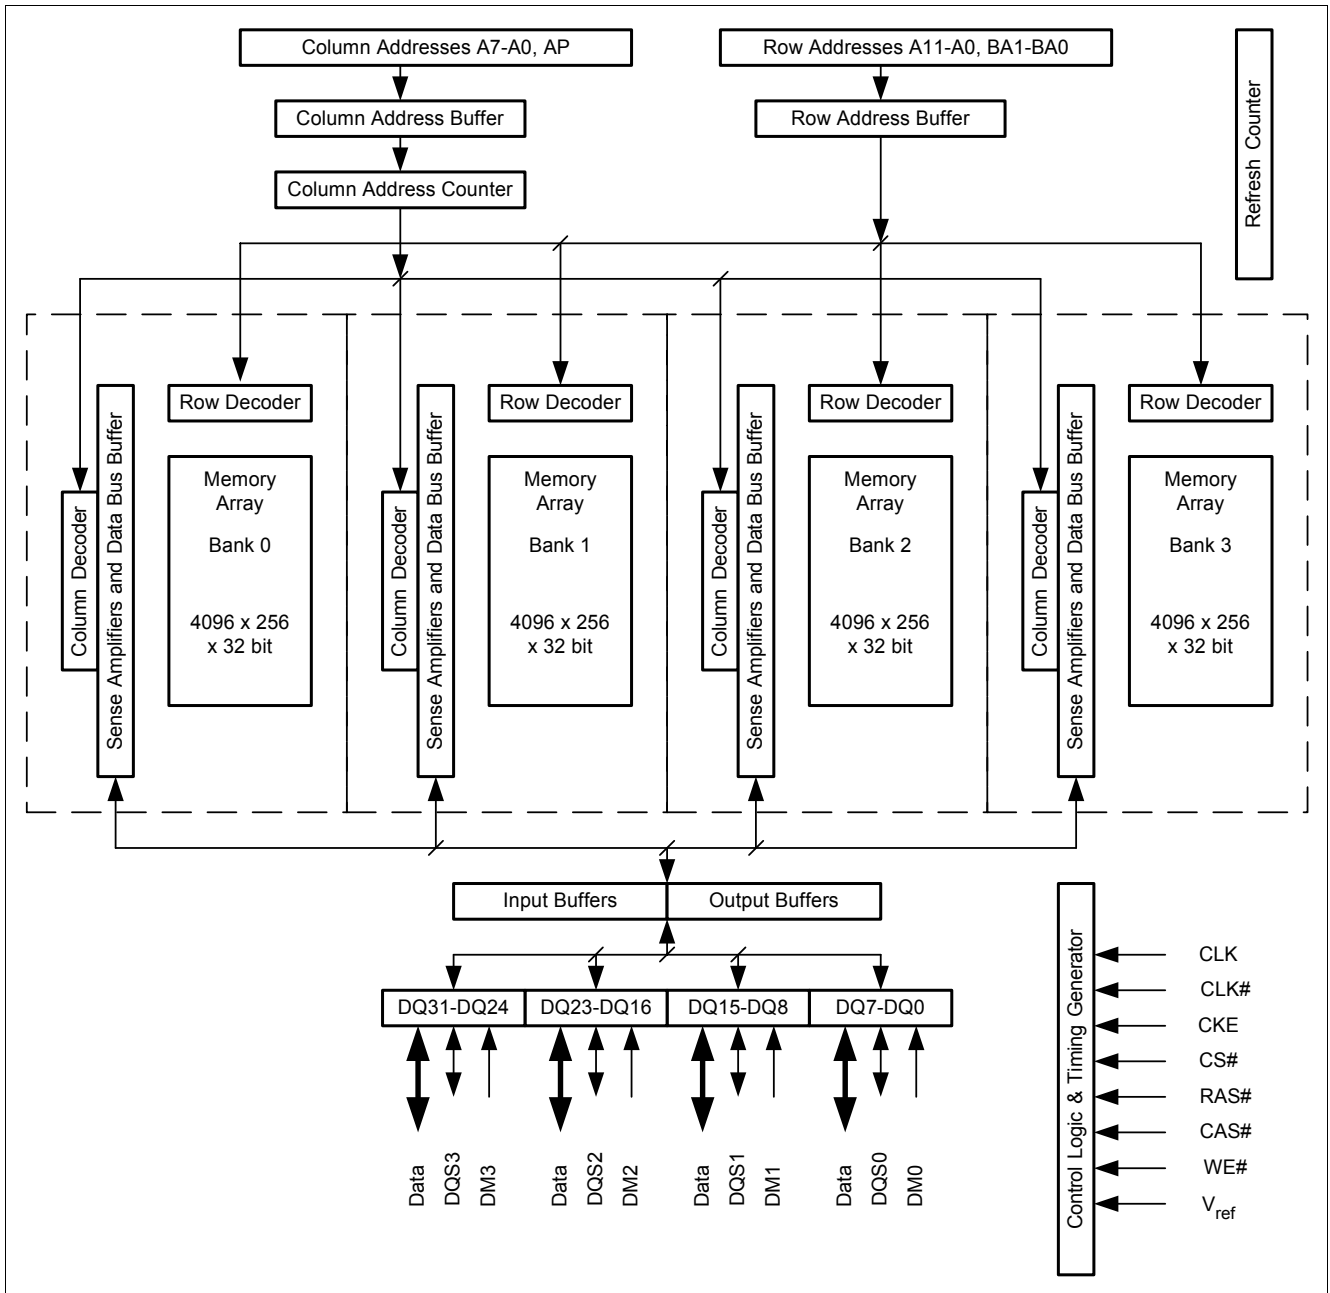 Column Addresses A7-A0, AP
Row Addresses A11-A0, BA1-BA0
Refresh Counter
Column Address Buffer
Row Address Buffer
Column Address Counter
Column Decoder
Sense Amplifiers and Data Bus Buffer
Row Decoder
Memory
Array
Bank 0
4096 x 256
x 32 bit
Column Decoder
Sense Amplifiers and Data Bus Buffer
Row Decoder
Memory
Array
Bank 1
4096 x 256
x 32 bit
Column Decoder
Sense Amplifiers and Data Bus Buffer
Row Decoder
Memory
Array
Bank 2
4096 x 256
x 32 bit
Column Decoder
Sense Amplifiers and Data Bus Buffer
Row Decoder
Memory
Array
Bank 3
4096 x 256
x 32 bit
Input Buffers
Output Buffers
DQ31-DQ24
DQ23-DQ16
DQ15-DQ8
DQ7-DQ0
Data
DQS3
DM3
Data
DQS2
DM2
Data
DQS1
DM1
Data
DQS0
DM0
Control Logic & Timing Generator
CLK
CLK#
CKE
CS#
RAS#
CAS#
WE#
Vref